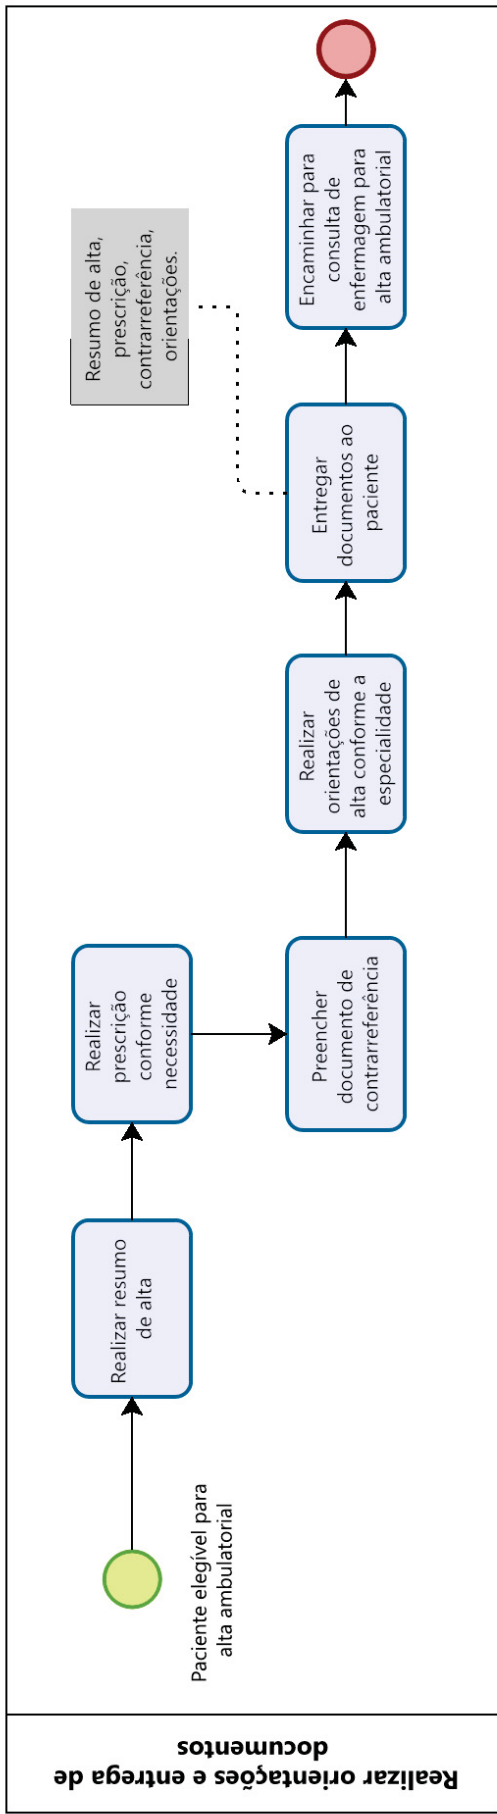 Realizar orientações e entrega de
documentos
Paciente elegível para
alta ambulatorial
Realizar resumo
de alta
Realizar
prescrição
conforme
necessidade
Preencher
documento de
contrarreferência
Realizar
orientações de
alta conforme a
especialidade
Entregar
documentos ao
paciente
Resumo de alta,
prescrição,
contrarreferência,
orientações.
Encaminhar para
consulta de
enfermagem para
alta ambulatorial